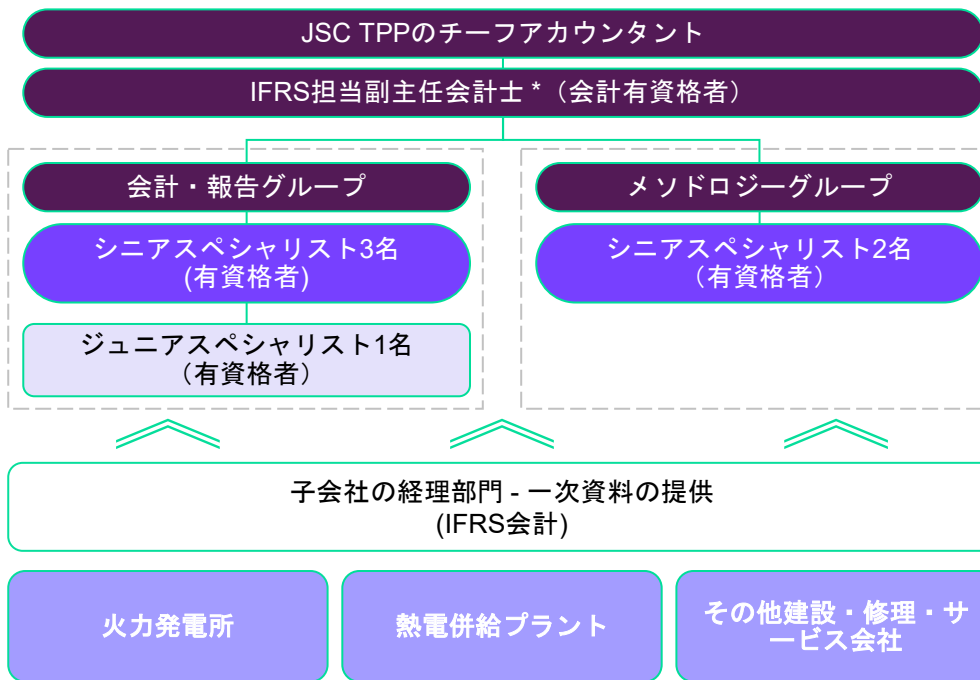 JSC TPPのチーフアカウンタント
IFRS担当副主任会計士 *（会計有資格者）
会計・報告グループ
メソドロジーグループ
シニアスペシャリスト3名
(有資格者)
シニアスペシャリスト2名
（有資格者）
ジュニアスペシャリスト1名
（有資格者）
子会社の経理部門 - 一次資料の提供
(IFRS会計)
火力発電所
熱電併給プラント
その他建設・修理・サ
ービス会社